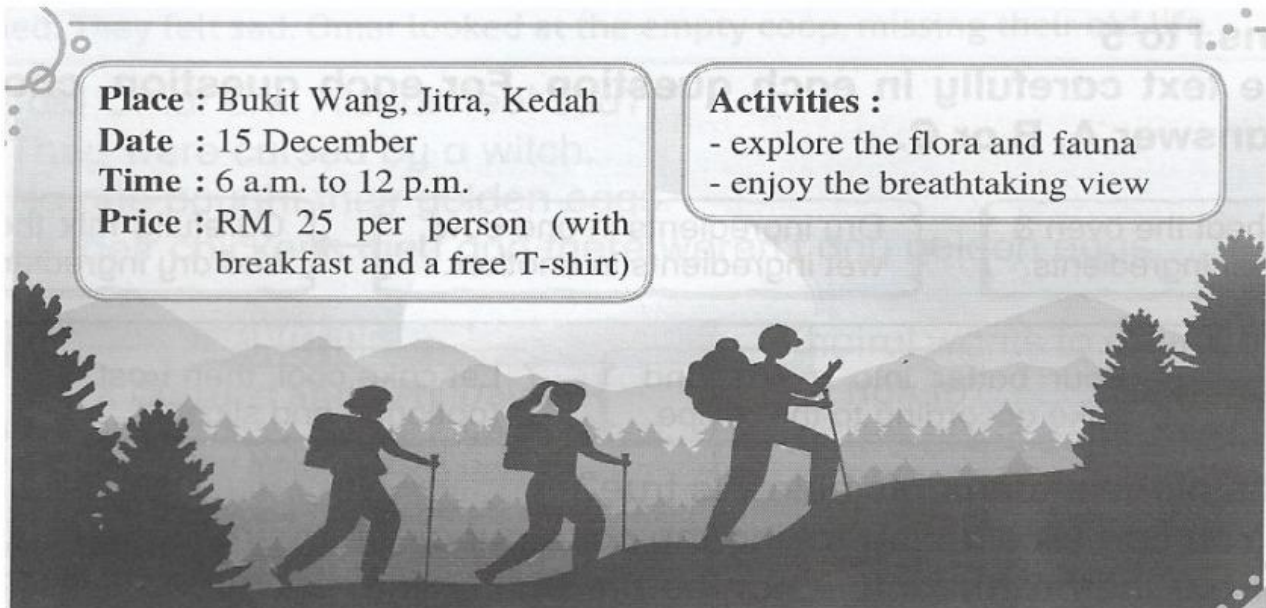 Place : Bukit Wang, Jitra, Kedah
Date : 15 December
Time : 6 a.m. to 12 p.m.
Price : RM 25 per person (with
breakfast and a free T-shirt)
Activities :
- explore the flora and fauna
- enjoy the breathtaking view